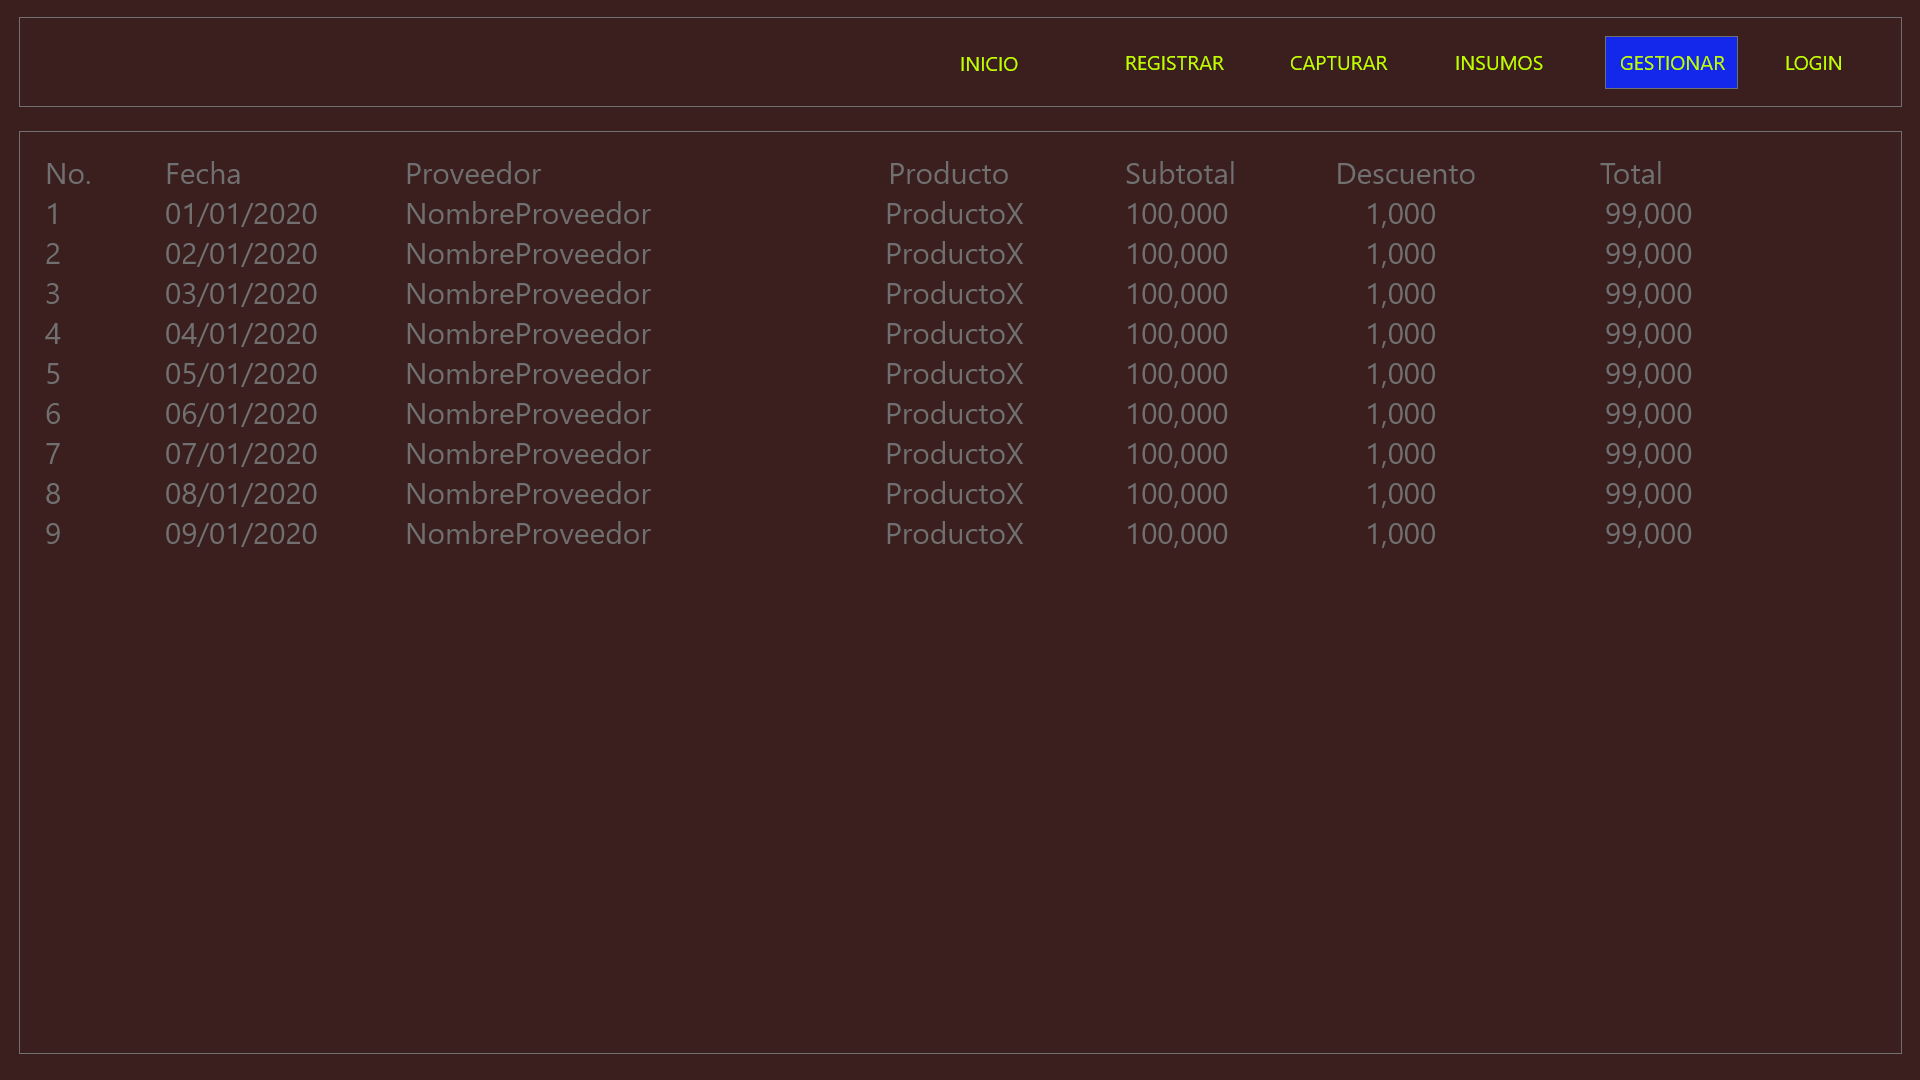 INICIO REGISTRAR CAPTURAR INSUMOS GESTIONAR LOGIN
No. Fecha Proveedor Producto Subtotal Descuento Total
1 01/01/2020 NombreProveedor ProductoX 100,000 1,000 99,000
2 02/01/2020 NombreProveedor ProductoX 100,000 1,000 99,000
3 03/01/2020 NombreProveedor ProductoX 100,000 1,000 99,000
4 04/01/2020 NombreProveedor ProductoX 100,000 1,000 99,000
5 05/01/2020 NombreProveedor ProductoX 100,000 1,000 99,000
6 06/01/2020 NombreProveedor ProductoX 100,000 1,000 99,000
7 07/01/2020 NombreProveedor ProductoX 100,000 1,000 99,000
8 08/01/2020 NombreProveedor ProductoX 100,000 1,000 99,000
9 09/01/2020 NombreProveedor ProductoX 100,000 1,000 99,000